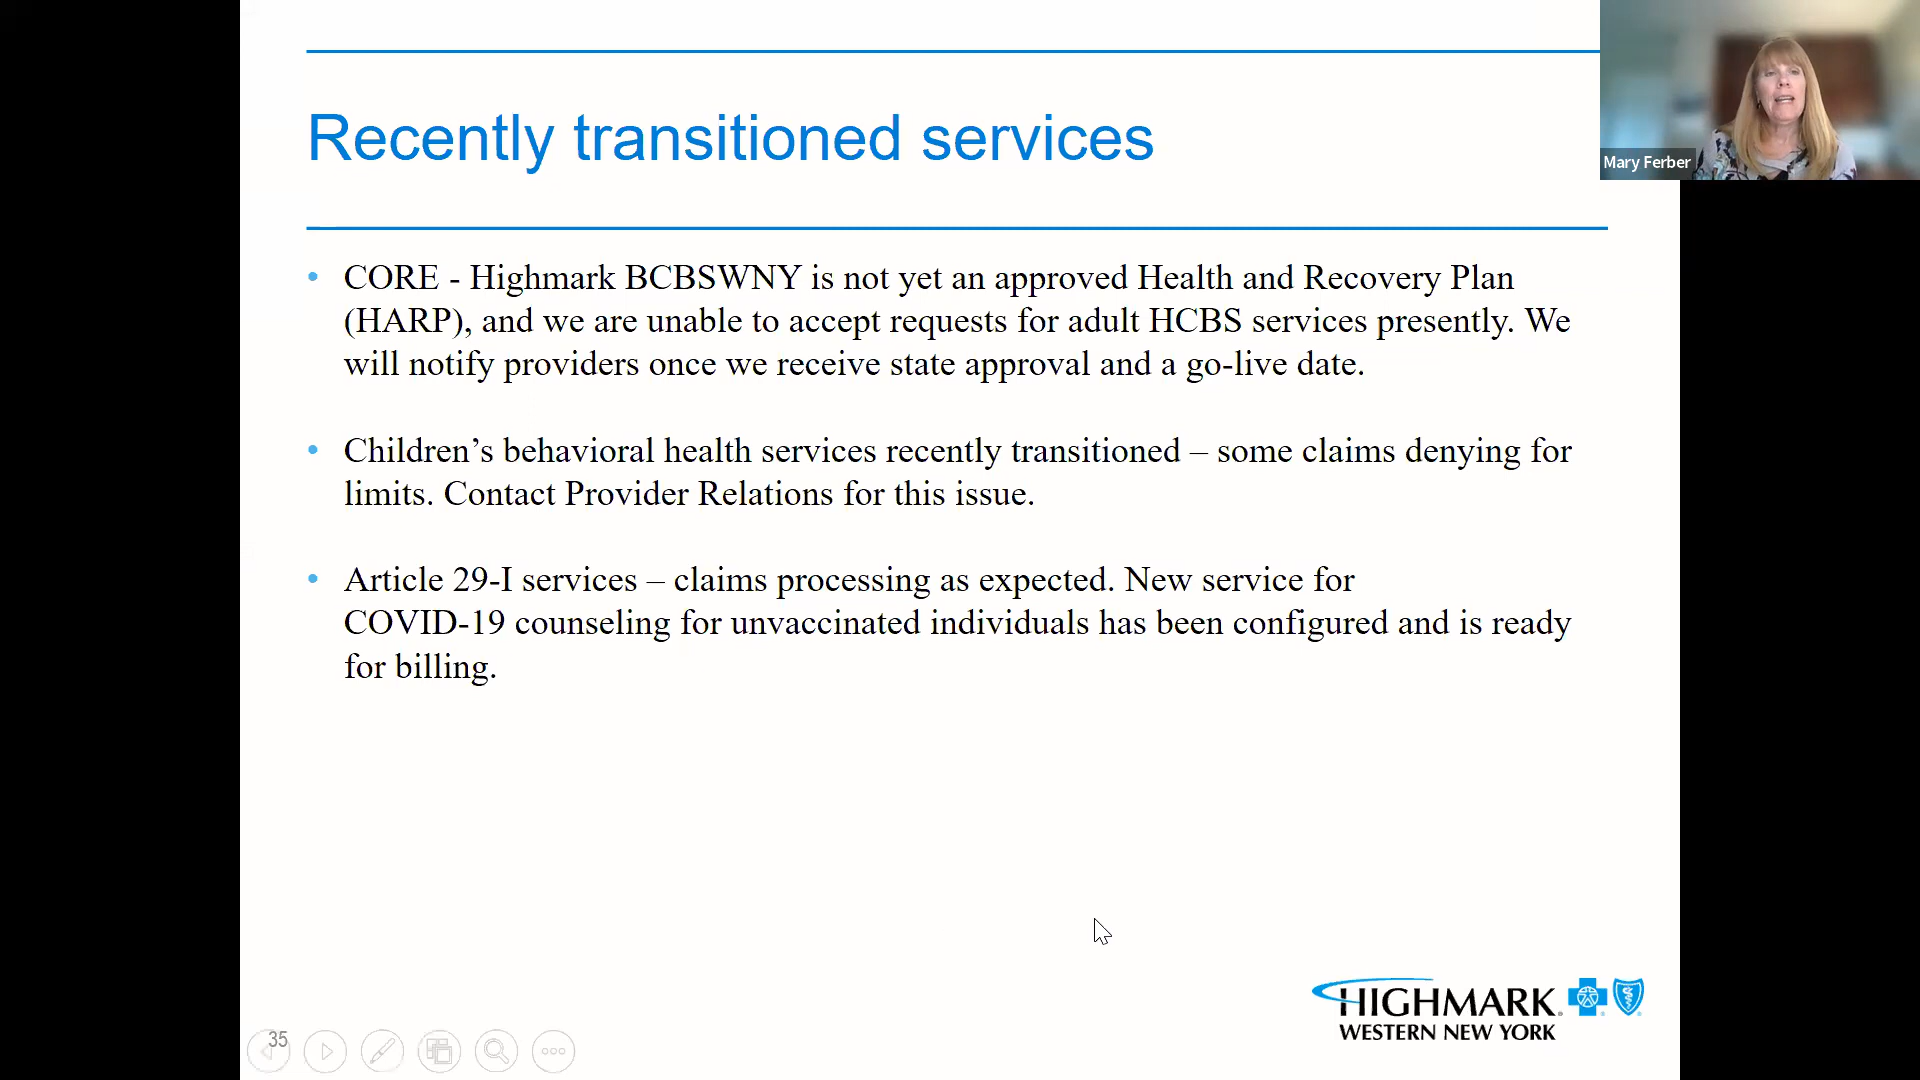 Recently transitioned services
Mary Ferber
• CORE - Highmark BCBSWNY is not yet an approved Health and Recovery Plan
(HARP), and we are unable to accept requests for adult HCBS services presently. We
will notify providers once we receive state approval and a go-live date.
• Children’s behavioral health services recently transitioned – some claims denying for
limits. Contact Provider Relations for this issue.
• Article 29-I services – claims processing as expected. New service for
COVID-19 counseling for unvaccinated individuals has been configured and is ready
for billing.
HIGHMARK
WESTERN NEW YORK
35